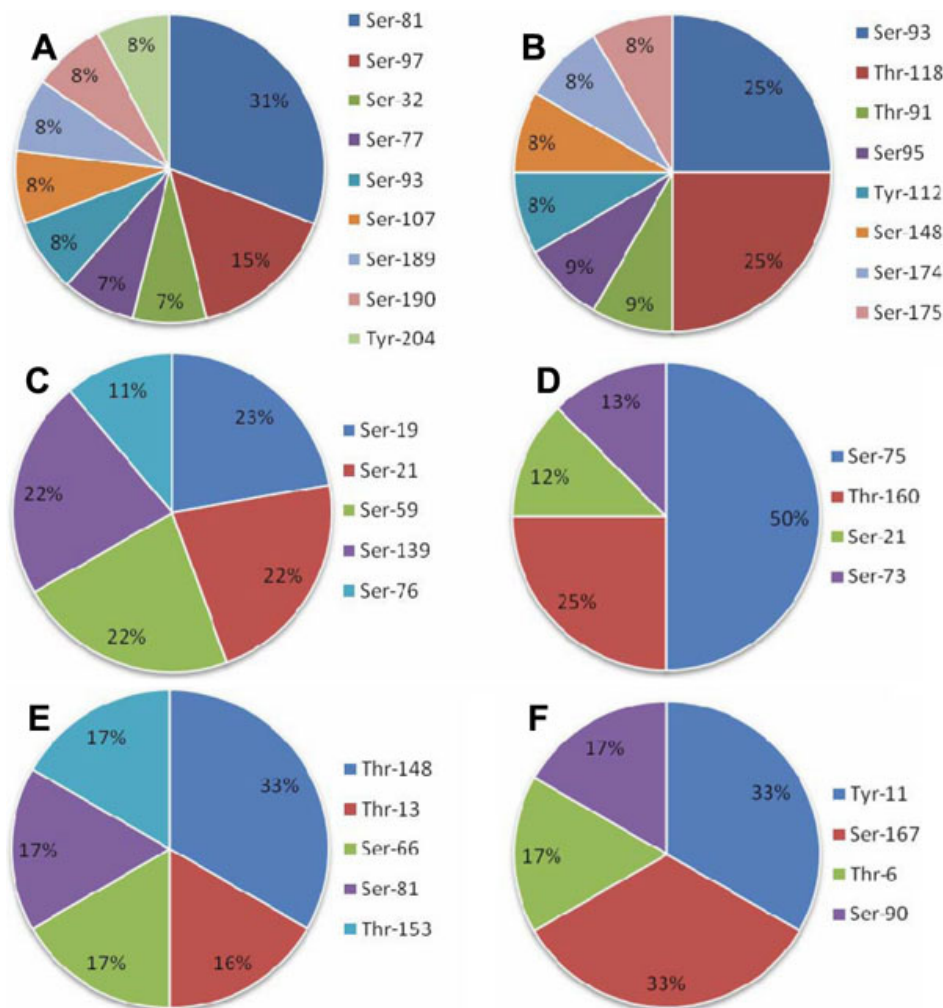 A
8%
8%
8%
8%
8%
7%
7%
15%
31%
Ser-81
Ser-97
Ser-32
Ser-77
Ser-93
Ser-107
Ser-189
Ser-190
Tyr-204
B
8%
8%
8%
8%
9%
9%
25%
25%
Ser-93
Thr-118
Thr-91
Ser95
Tyr-112
Ser-148
Ser-174
Ser-175
C
11%
23%
22%
22%
22%
Ser-19
Ser-21
Ser-59
Ser-139
Ser-76
D
13%
12%
25%
50%
Ser-75
Thr-160
Ser-21
Ser-73
E
17%
33%
17%
17%
16%
Thr-148
Thr-13
Ser-66
Ser-81
Thr-153
F
17%
33%
17%
33%
Tyr-11
Ser-167
Thr-6
Ser-90